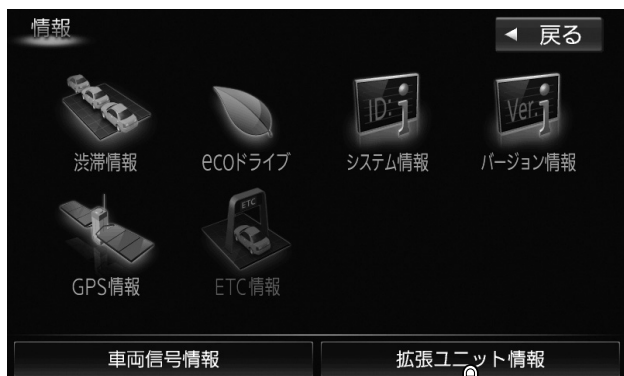 情報
◀ 戻る
ID:i
Ver.i
渋滞情報
ecoドライブ
システム情報
バージョン情報
ETC
GPS情報
ETC情報
車両信号情報
拡張ユニット情報